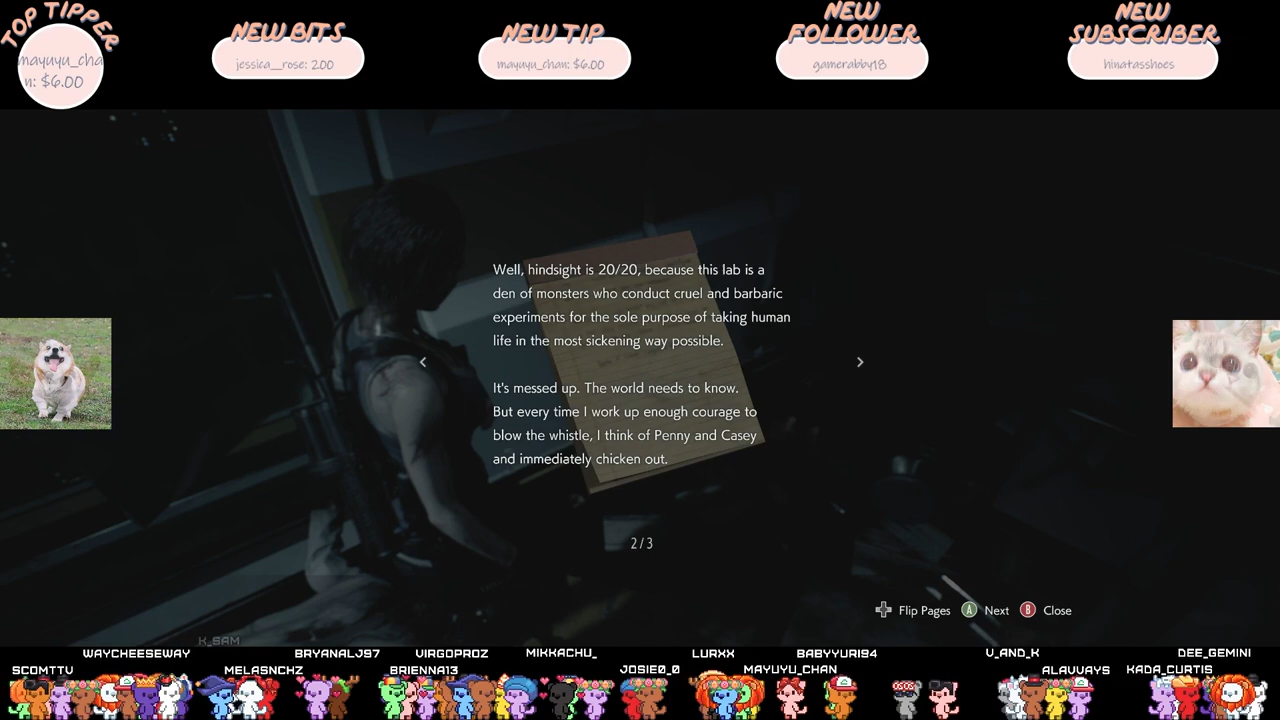 TOP TIPPER
mayuyu_cha
n: $6.00
NEW BITS
jessica__rose: 200
NEW TIP
mayuyu_chan: $6.00
NEW
FOLLOWER
gamerabby18
NEW
SUBSCRIBER
hinatasshoes
Well, hindsight is 20/20, because this lab is a
den of monsters who conduct cruel and barbaric
experiments for the sole purpose of taking human
life in the most sickening way possible.
It's messed up. The world needs to know.
But every time I work up enough courage to
blow the whistle, I think of Penny and Casey
and immediately chicken out.
2/3
Flip Pages A Next B Close
K_SAM
WAYCHEESEWAY BRYANALJ97 VIRGOPROZ MIKKACHU_ LURXX BABYYURI94 V_AND_K DEE_GEMINI
SCOMTTV MELASNCHZ BRIENNA13 JOSIE0_0 MAYUYU_CHAN ALAVVAYS KADA_CURTIS